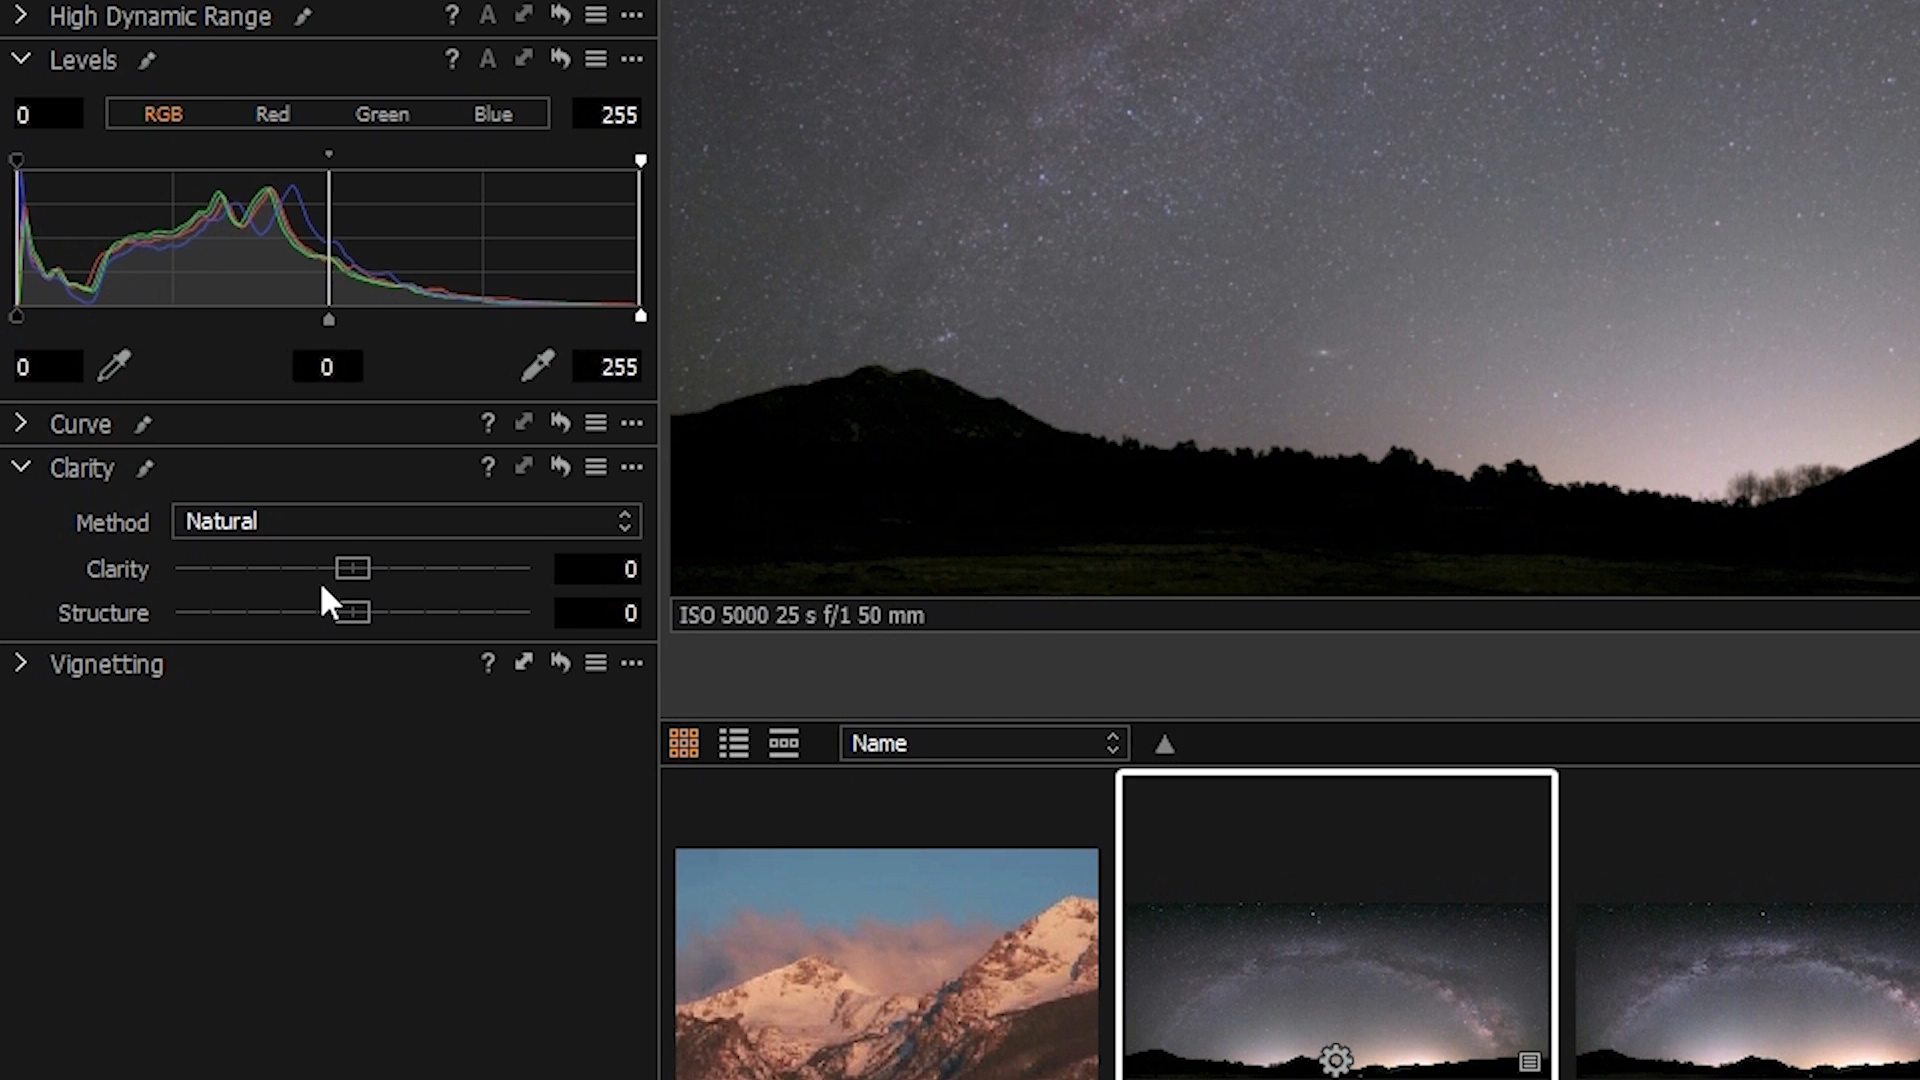 High Dynamic Range ? A
Levels ? A
0 RGB Red Green Blue 255
0 0 255
Curve ?
Clarity ?
Method Natural
Clarity 0
Structure 0
Vignetting ?
ISO 5000 25 s f/1 50 mm
Name